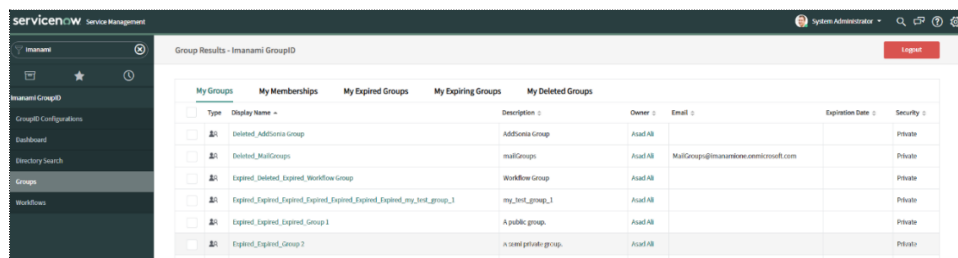 servicenow Service Management
System Administrator
imanami
Group Results - Imanami GroupID
Logout
Imanami GroupID
GroupID Configurations
Dashboard
Directory Search
Groups
Workflows
My Groups My Memberships My Expired Groups My Expiring Groups My Deleted Groups
Type Display Name Description Owner Email Expiration Date Security
Deleted_AddSonia Group AddSonia Group Asad Ali Private
Deleted_MailGroups mailGroups Asad Ali MailGroups@imanamione.onmicrosoft.com Private
Expired_Deleted_Expired_Workflow Group Workflow Group Asad Ali Private
Expired_Expired_Expired_Expired_Expired_Expired_Expired_my_test_group_1 my_test_group_1 Asad Ali Private
Expired_Expired_Expired_Group 1 A public group. Asad Ali Private
Expired_Expired_Group 2 A semi private group. Asad Ali Private